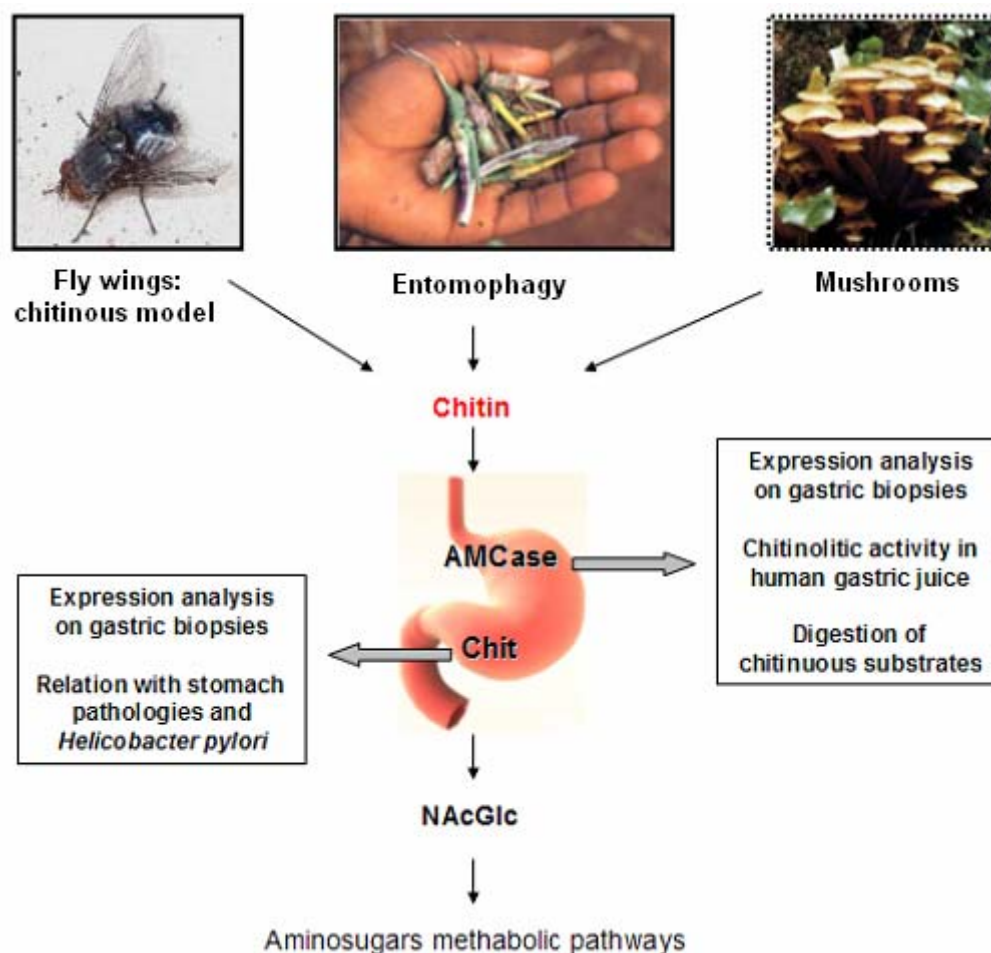 Fly wings:
chitinous model
Entomophagy
Mushrooms
Chitin
AMCase
Chit
Expression analysis
on gastric biopsies
Chitinolitic activity in
human gastric juice
Digestion of
chitinuous substrates
Expression analysis
on gastric biopsies
Relation with stomach
pathologies and
Helicobacter pylori
NAcGlc
Aminosugars methabolic pathways